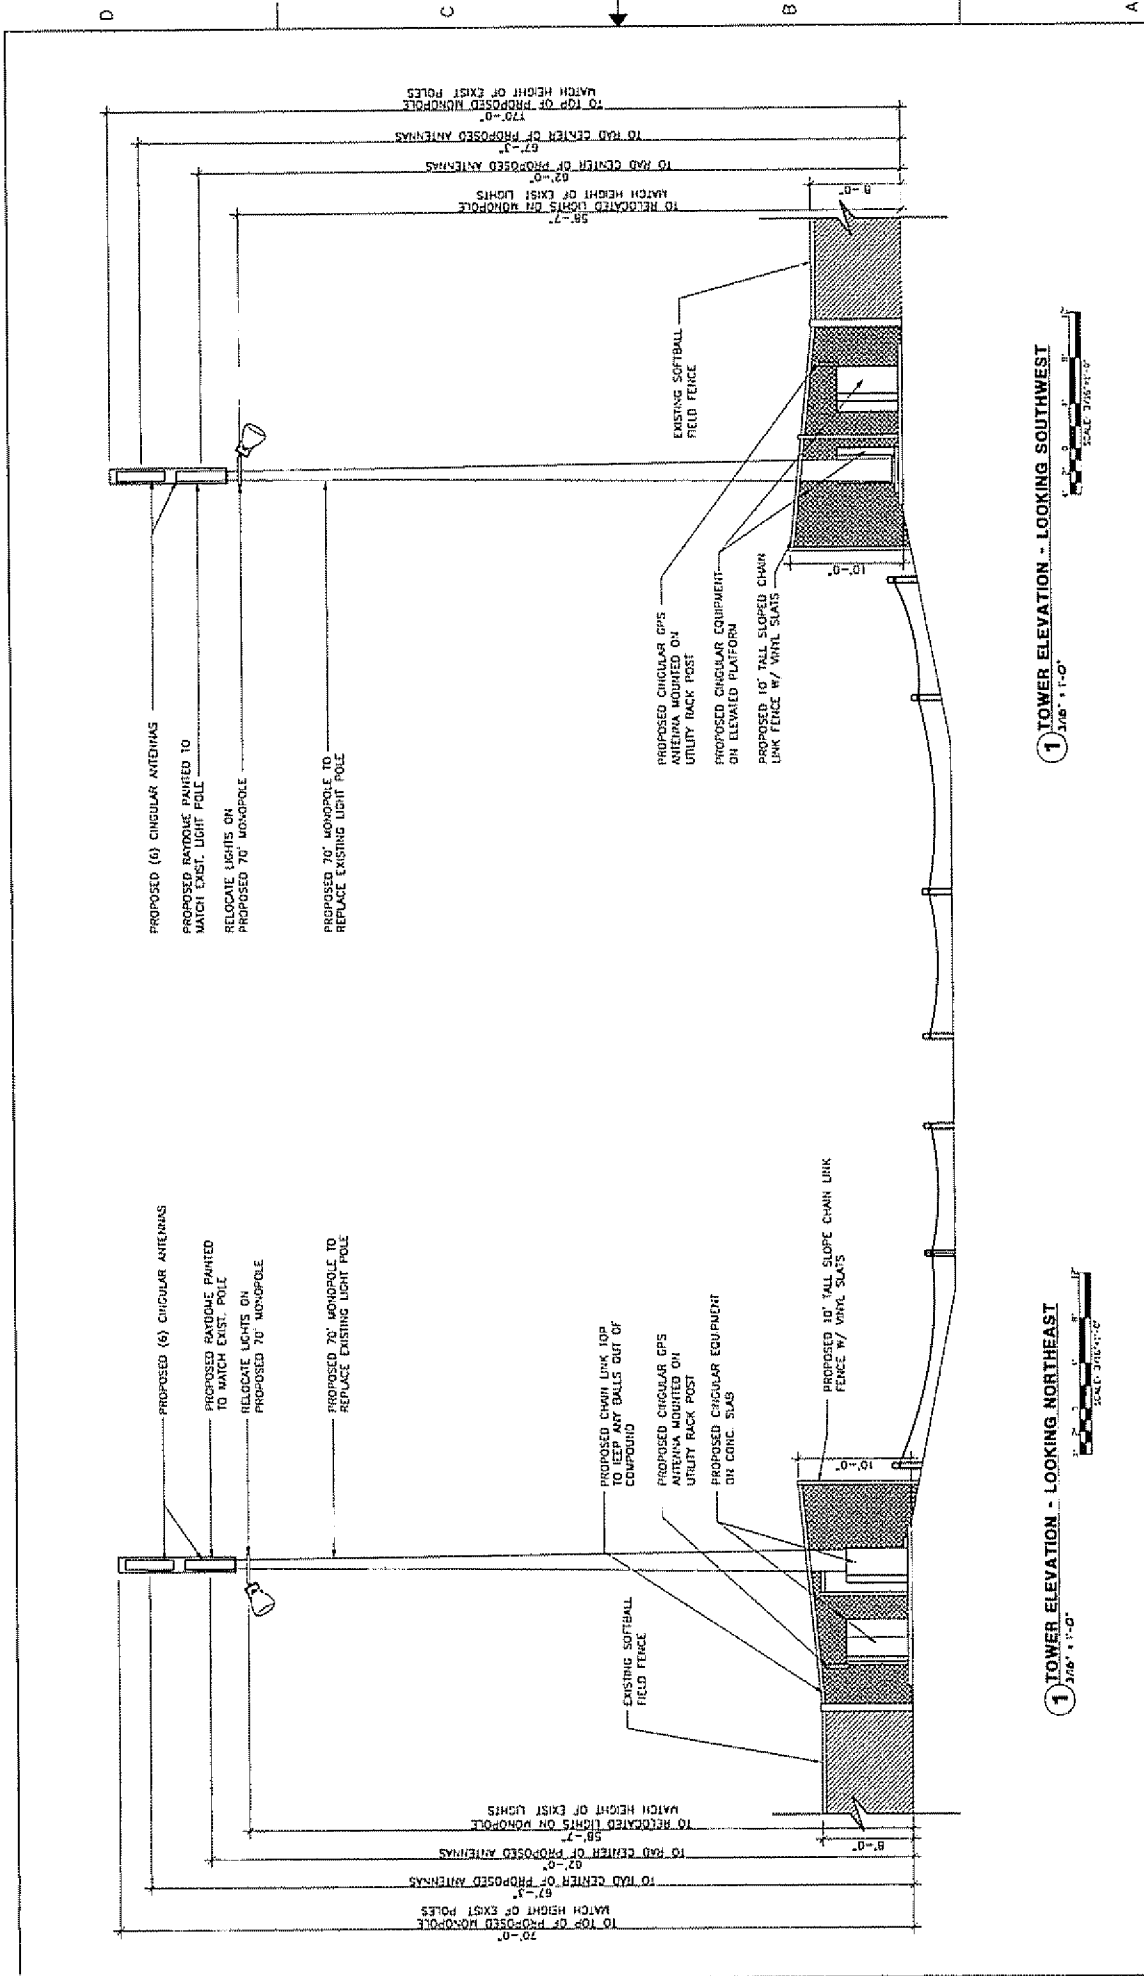 D
C
B
A
70'-0"
TO TOP OF PROPOSED MONOPOLE
MATCH HEIGHT OF EXIST POLES
67'-3"
TO RAD CENTER OF PROPOSED ANTENNAS
62'-0"
TO RAD CENTER OF PROPOSED ANTENNAS
58'-7"
TO RELOCATED LIGHTS ON MONOPOLE
MATCH HEIGHT OF EXIST LIGHTS
8'-0"
PROPOSED (6) CINGULAR ANTENNAS
PROPOSED RAYDOME PAINTED
TO MATCH EXIST. POLE
RELOCATE LIGHTS ON
PROPOSED 70' MONOPOLE
PROPOSED 70' MONOPOLE TO
REPLACE EXISTING LIGHT POLE
EXISTING SOFTBALL
FIELD FENCE
PROPOSED CHAIN LINK TOP
TO KEEP ANY BALLS OUT OF
COMPOUND
PROPOSED CINGULAR GPS
ANTENNA MOUNTED ON
UTILITY RACK POST
PROPOSED CINGULAR EQUIPMENT
ON CONC. SLAB
10'-0"
PROPOSED 10' TALL SLOPE CHAIN LINK
FENCE W/ VINYL SLATS
1 TOWER ELEVATION - LOOKING NORTHEAST
3/16" = 1'-0"
SCALE: 3/16"=1'-0"
PROPOSED (6) CINGULAR ANTENNAS
PROPOSED RAYDOME PAINTED TO
MATCH EXIST. LIGHT POLE
RELOCATE LIGHTS ON
PROPOSED 70' MONOPOLE
PROPOSED 70' MONOPOLE TO
REPLACE EXISTING LIGHT POLE
PROPOSED CINGULAR GPS
ANTENNA MOUNTED ON
UTILITY RACK POST
PROPOSED CINGULAR EQUIPMENT
ON ELEVATED PLATFORM
PROPOSED 10' TALL SLOPED CHAIN
LINK FENCE W/ VINYL SLATS
10'-0"
EXISTING SOFTBALL
FIELD FENCE
8'-0"
58'-7"
TO RELOCATED LIGHTS ON MONOPOLE
MATCH HEIGHT OF EXIST LIGHTS
62'-0"
TO RAD CENTER OF PROPOSED ANTENNAS
67'-3"
TO RAD CENTER OF PROPOSED ANTENNAS
170'-0"
TO TOP OF PROPOSED MONOPOLE
MATCH HEIGHT OF EXIST POLES
1 TOWER ELEVATION - LOOKING SOUTHWEST
3/16" = 1'-0"
SCALE: 3/16"=1'-0"